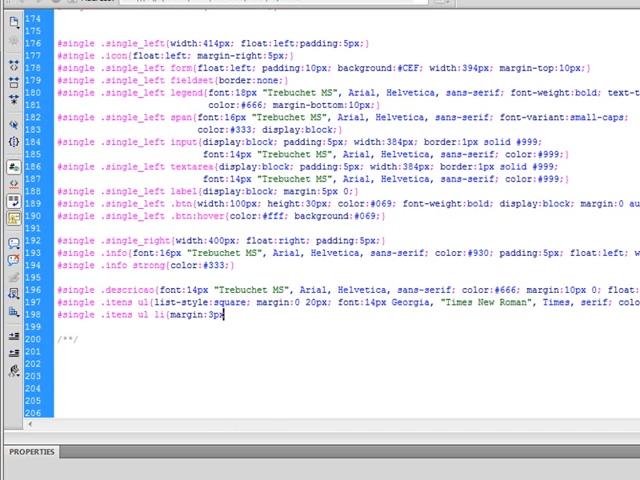 174
175
176 #single .single_left{width:414px; float:left;padding:5px;}
177 #single .icon{float:left; margin-right:5px;}
178 #single .single_left form{float:left; padding:10px; background:#CEF; width:394px; margin-top:10px;}
179 #single .single_left fieldset{border:none;}
180 #single .single_left legend{font:18px "Trebuchet MS", Arial, Helvetica, sans-serif; font-weight:bold; text-t
181 color:#666; margin-bottom:10px;}
182 #single .single_left span{font:16px "Trebuchet MS", Arial, Helvetica, sans-serif; font-variant:small-caps;
183 color:#333; display:block;}
184 #single .single_left input{display:block; padding:5px; width:384px; border:1px solid #999;
185 font:14px "Trebuchet MS", Arial, Helvetica, sans-serif; color:#999;}
186 #single .single_left textarea{display:block; padding:5px; width:384px; border:1px solid #999;
187 font:14px "Trebuchet MS", Arial, Helvetica, sans-serif; color:#999;}
188 #single .single_left label{display:block; margin:5px 0;}
189 #single .single_left .btn{width:100px; height:30px; color:#069; font-weight:bold; display:block; margin:0 au
190 #single .single_left .btn:hover{color:#fff; background:#069;}
191
192 #single .single_right{width:400px; float:right; padding:5px;}
193 #single .info{font:16px "Trebuchet MS", Arial, Helvetica, sans-serif; color:#930; padding:5px; float:left; w
194 #single .info strong{color:#333;}
195
196 #single .descricao{font:14px "Trebuchet MS", Arial, Helvetica, sans-serif; color:#666; margin:10px 0; float:
197 #single .itens ul{list-style:square; margin:0 20px; font:14px Georgia, "Times New Roman", Times, serif; colo
198 #single .itens ul li{margin:3px
199
200 /**/
201
202
203
204
205
206
PROPERTIES